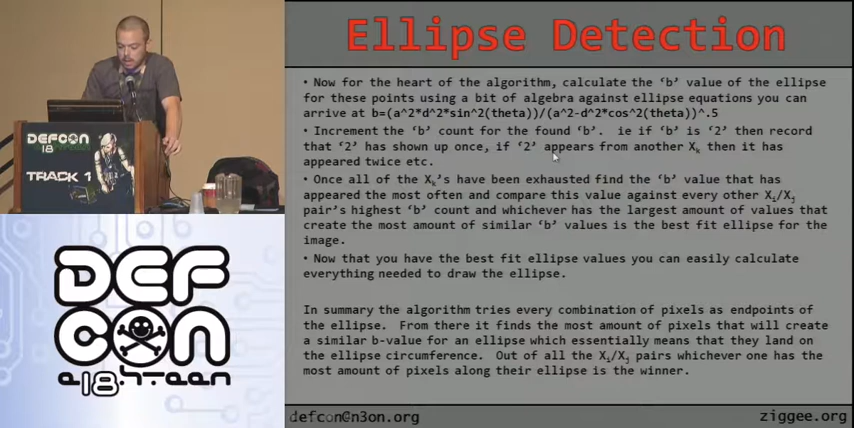 Ellipse Detection
• Now for the heart of the algorithm, calculate the ‘b’ value of the ellipse
for these points using a bit of algebra against ellipse equations you can
arrive at b=(a^2*d^2*sin^2(theta))/(a^2-d^2*cos^2(theta))^.5
• Increment the ‘b’ count for the found ‘b’.  ie if ‘b’ is ‘2’ then record
that ‘2’ has shown up once, if ‘2’ appears from another Xk then it has
appeared twice etc.
• Once all of the Xk’s have been exhausted find the ‘b’ value that has
appeared the most often and compare this value against every other Xi/Xj
pair’s highest ‘b’ count and whichever has the largest amount of values that
create the most amount of similar ‘b’ values is the best fit ellipse for the
image.
• Now that you have the best fit ellipse values you can easily calculate
everything needed to draw the ellipse.
In summary the algorithm tries every combination of pixels as endpoints of
the ellipse.  From there it finds the most amount of pixels that will create
a similar b-value for an ellipse which essentially means that they land on
the ellipse circumference.  Out of all the Xi/Xj pairs whichever one has the
most amount of pixels along their ellipse is the winner.
defcon@n3on.org
ziggee.org
DEFCON
18
TRACK 1
DEF
CON
e18hteen